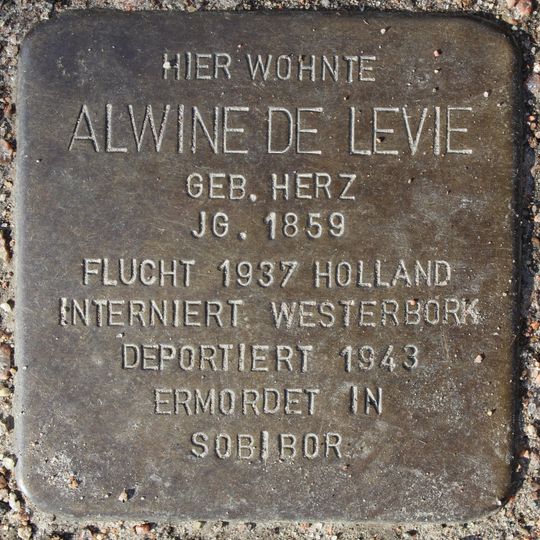 HIER WOHNTE
ALWINE DE LEVIE
GEB. HERZ
JG. 1859
FLUCHT 1937 HOLLAND
INTERNIERT WESTERBORK
DEPORTIERT 1943
ERMORDET IN
SOBIBOR